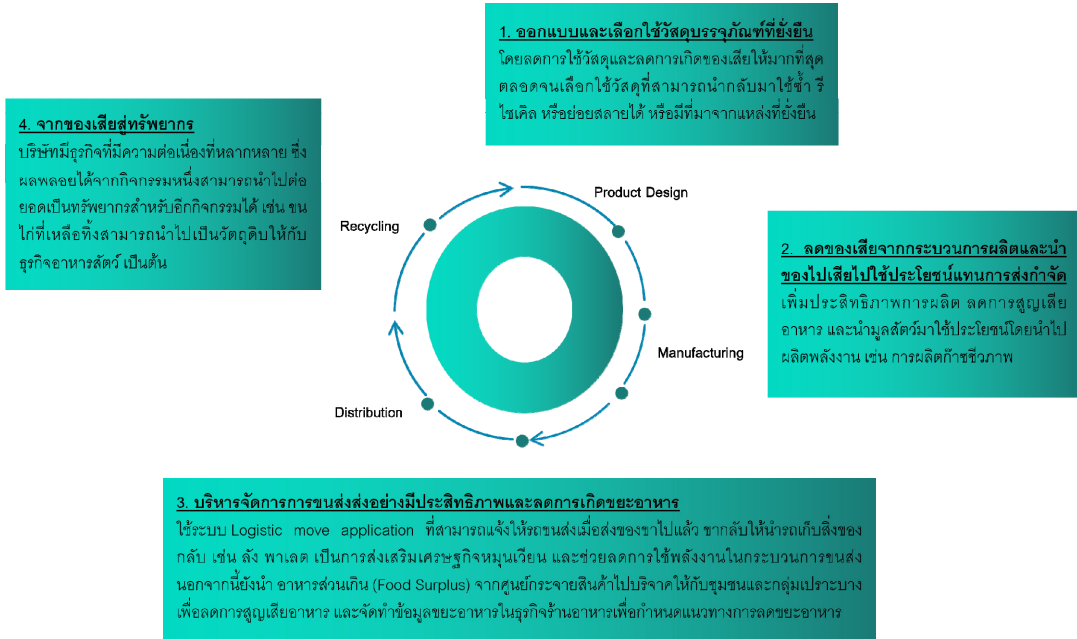 1. ออกแบบและเลือกใช้วัสดุบรรจุภัณฑ์ที่ยั่งยืน
โดยลดการใช้วัสดุและลดการเกิดของเสียให้มากที่สุด
ตลอดจนเลือกใช้วัสดุที่สามารถนำกลับมาใช้ซ้ำ รี
ไซเคิล หรือย่อยสลายได้ หรือมีที่มาจากแหล่งที่ยั่งยืน
4. จากของเสียสู่ทรัพยากร
บริษัทมีธุรกิจที่มีความต่อเนื่องที่หลากหลาย ซึ่ง
ผลพลอยได้จากกิจกรรมหนึ่งสามารถนำไปต่อ
ยอดเป็นทรัพยากรสำหรับอีกกิจกรรมได้ เช่น ขน
ไก่ที่เหลือทิ้งสามารถนำไปเป็นวัตถุดิบให้กับ
ธุรกิจอาหารสัตว์ เป็นต้น
Product Design
Recycling
2. ลดของเสียจากกระบวนการผลิตและนำ
ของไปเสียไปใช้ประโยชน์แทนการส่งกำจัด
เพิ่มประสิทธิภาพการผลิต ลดการสูญเสีย
อาหาร และนำมูลสัตว์มาใช้ประโยชน์โดยนำไป
ผลิตพลังงาน เช่น การผลิตก๊าซชีวภาพ
Manufacturing
Distribution
3. บริหารจัดการการขนส่งส่งอย่างมีประสิทธิภาพและลดการเกิดขยะอาหาร
ใช้ระบบ Logistic move application ที่สามารถแจ้งให้รถขนส่งเมื่อส่งของขาไปแล้ว ขากลับให้นำรถเก็บสิ่งของ
กลับ เช่น ลัง พาเลต เป็นการส่งเสริมเศรษฐกิจหมุนเวียน และช่วยลดการใช้พลังงานในกระบวนการขนส่ง
นอกจากนี้ยังนำ อาหารส่วนเกิน (Food Surplus) จากศูนย์กระจายสินค้าไปบริจาคให้กับชุมชนและกลุ่มเปราะบาง
เพื่อลดการสูญเสียอาหาร และจัดทำข้อมูลขยะอาหารในธุรกิจร้านอาหารเพื่อกำหนดแนวทางการลดขยะอาหาร